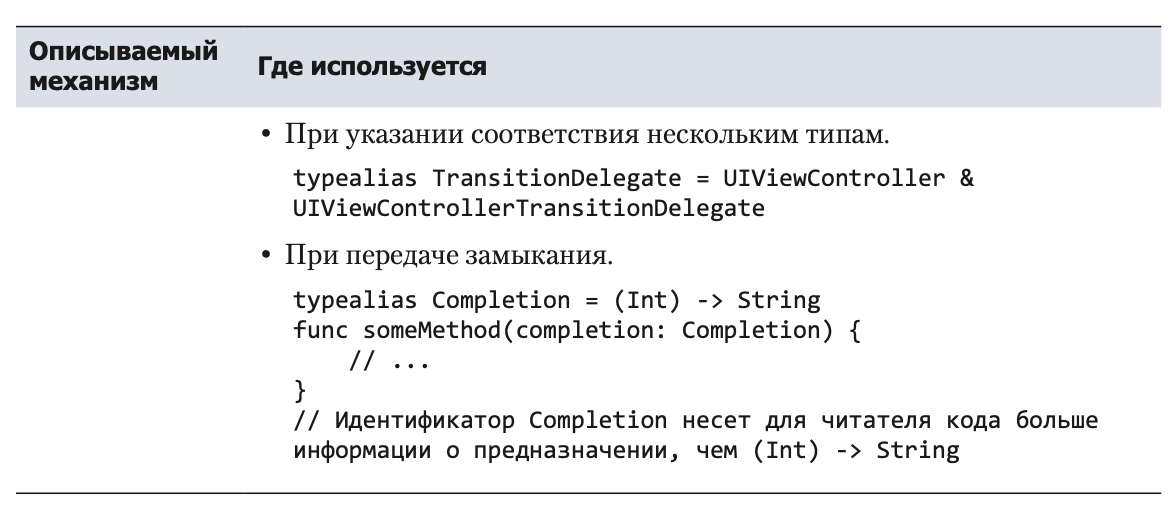 Описываемый
механизм
Где используется
• При указании соответствия нескольким типам.
typealias TransitionDelegate = UIViewController &
UIViewControllerTransitionDelegate
• При передаче замыкания.
typealias Completion = (Int) -> String
func someMethod(completion: Completion) {
    // ...
}
// Идентификатор Completion несет для читателя кода больше
информации о предназначении, чем (Int) -> String